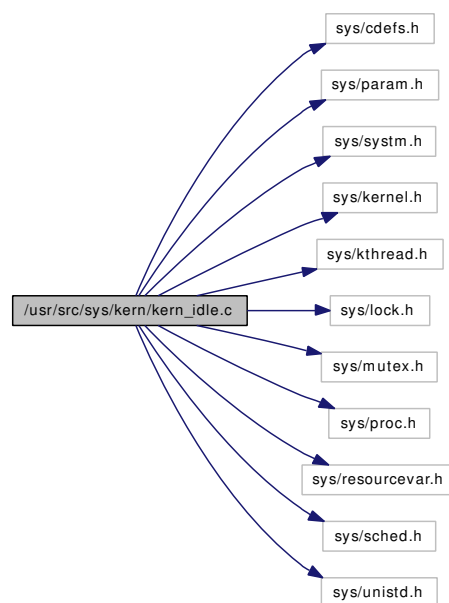 sys/cdefs.h
sys/param.h
sys/systm.h
sys/kernel.h
sys/kthread.h
/usr/src/sys/kern/kern_idle.c
sys/lock.h
sys/mutex.h
sys/proc.h
sys/resourcevar.h
sys/sched.h
sys/unistd.h